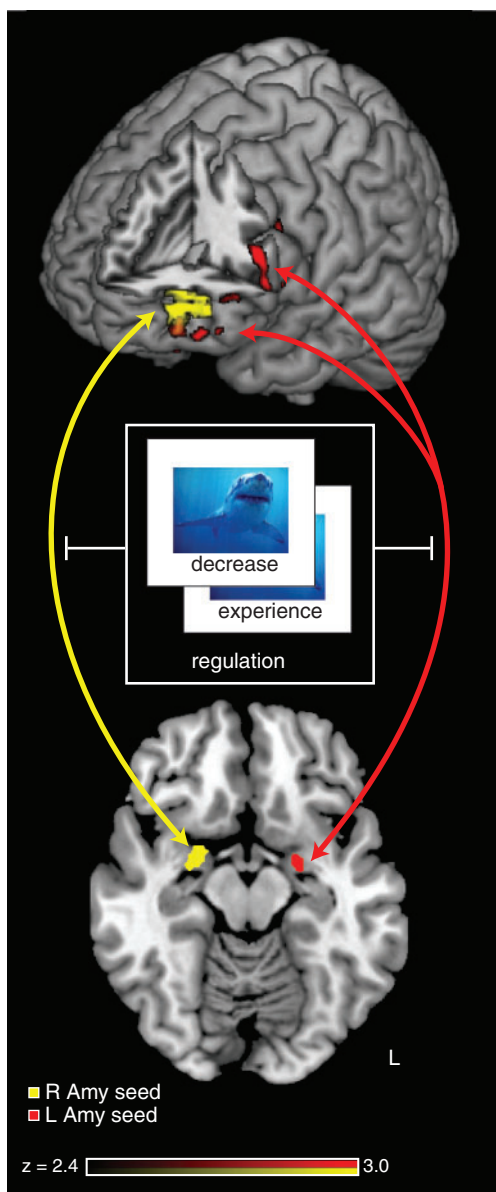 decrease
experience
regulation
L
R Amy seed
L Amy seed
z = 2.4 3.0